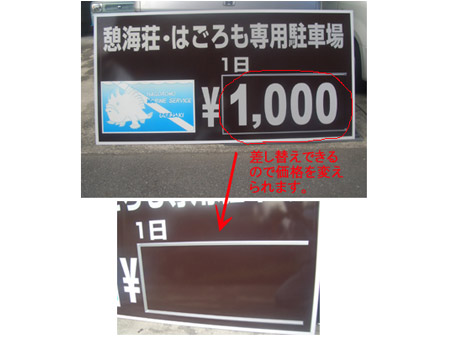 憩海荘・はごろも専用駐車場
1日
¥1,000
差し替えできる
ので価格を変え
られます。
1日
¥